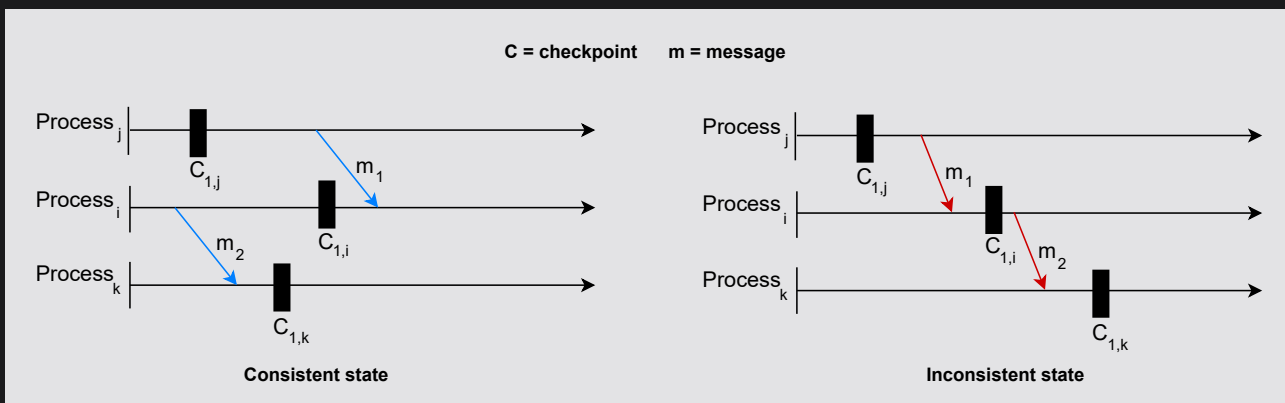 C = checkpoint m = message
Process j
C1,j
m1
Process i
C1,i
m2
Process k
C1,k
Consistent state
Process j
C1,j
m1
Process i
C1,i
m2
Process k
C1,k
Inconsistent state